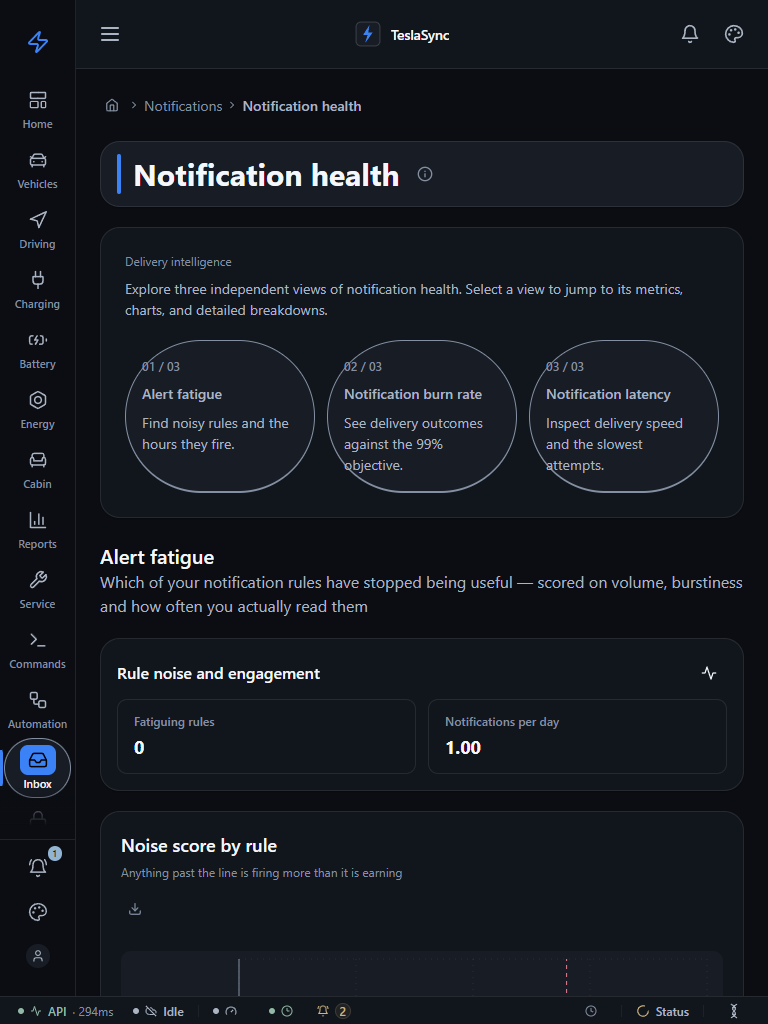 TeslaSync
Home
Vehicles
Driving
Charging
Battery
Energy
Cabin
Reports
Service
Commands
Automation
Inbox
1
Notifications
Notification health
Notification health
Delivery intelligence
Explore three independent views of notification health. Select a view to jump to its metrics,
charts, and detailed breakdowns.
01 / 03
Alert fatigue
Find noisy rules and the
hours they fire.
02 / 03
Notification burn rate
See delivery outcomes
against the 99%
objective.
03 / 03
Notification latency
Inspect delivery speed
and the slowest
attempts.
Alert fatigue
Which of your notification rules have stopped being useful — scored on volume, burstiness
and how often you actually read them
Rule noise and engagement
Fatiguing rules
0
Notifications per day
1.00
Noise score by rule
Anything past the line is firing more than it is earning
API · 294ms
Idle
2
Status